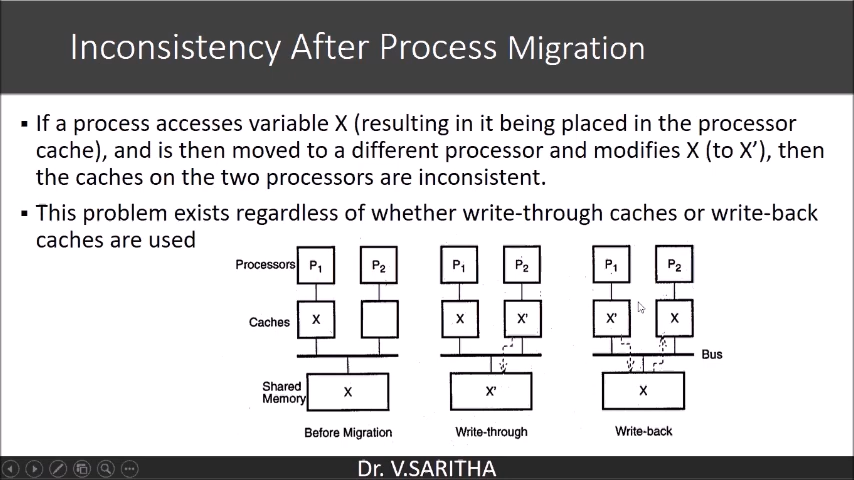 Inconsistency After Process Migration
▪ If a process accesses variable X (resulting in it being placed in the processor
cache), and is then moved to a different processor and modifies X (to X’), then
the caches on the two processors are inconsistent.
▪ This problem exists regardless of whether write-through caches or write-back
caches are used
Processors P1 P2 P1 P2 P1 P2
Caches X X' X' X
X
Bus
Shared
Memory X X' X
Before Migration Write-through Write-back
Dr. V.SARITHA